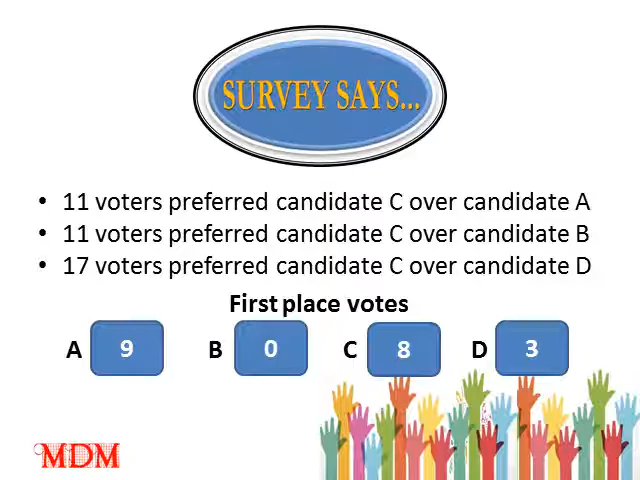 SURVEY SAYS...
• 11 voters preferred candidate C over candidate A
• 11 voters preferred candidate C over candidate B
• 17 voters preferred candidate C over candidate D
First place votes
A 9 B 0 C 8 D 3
MDM